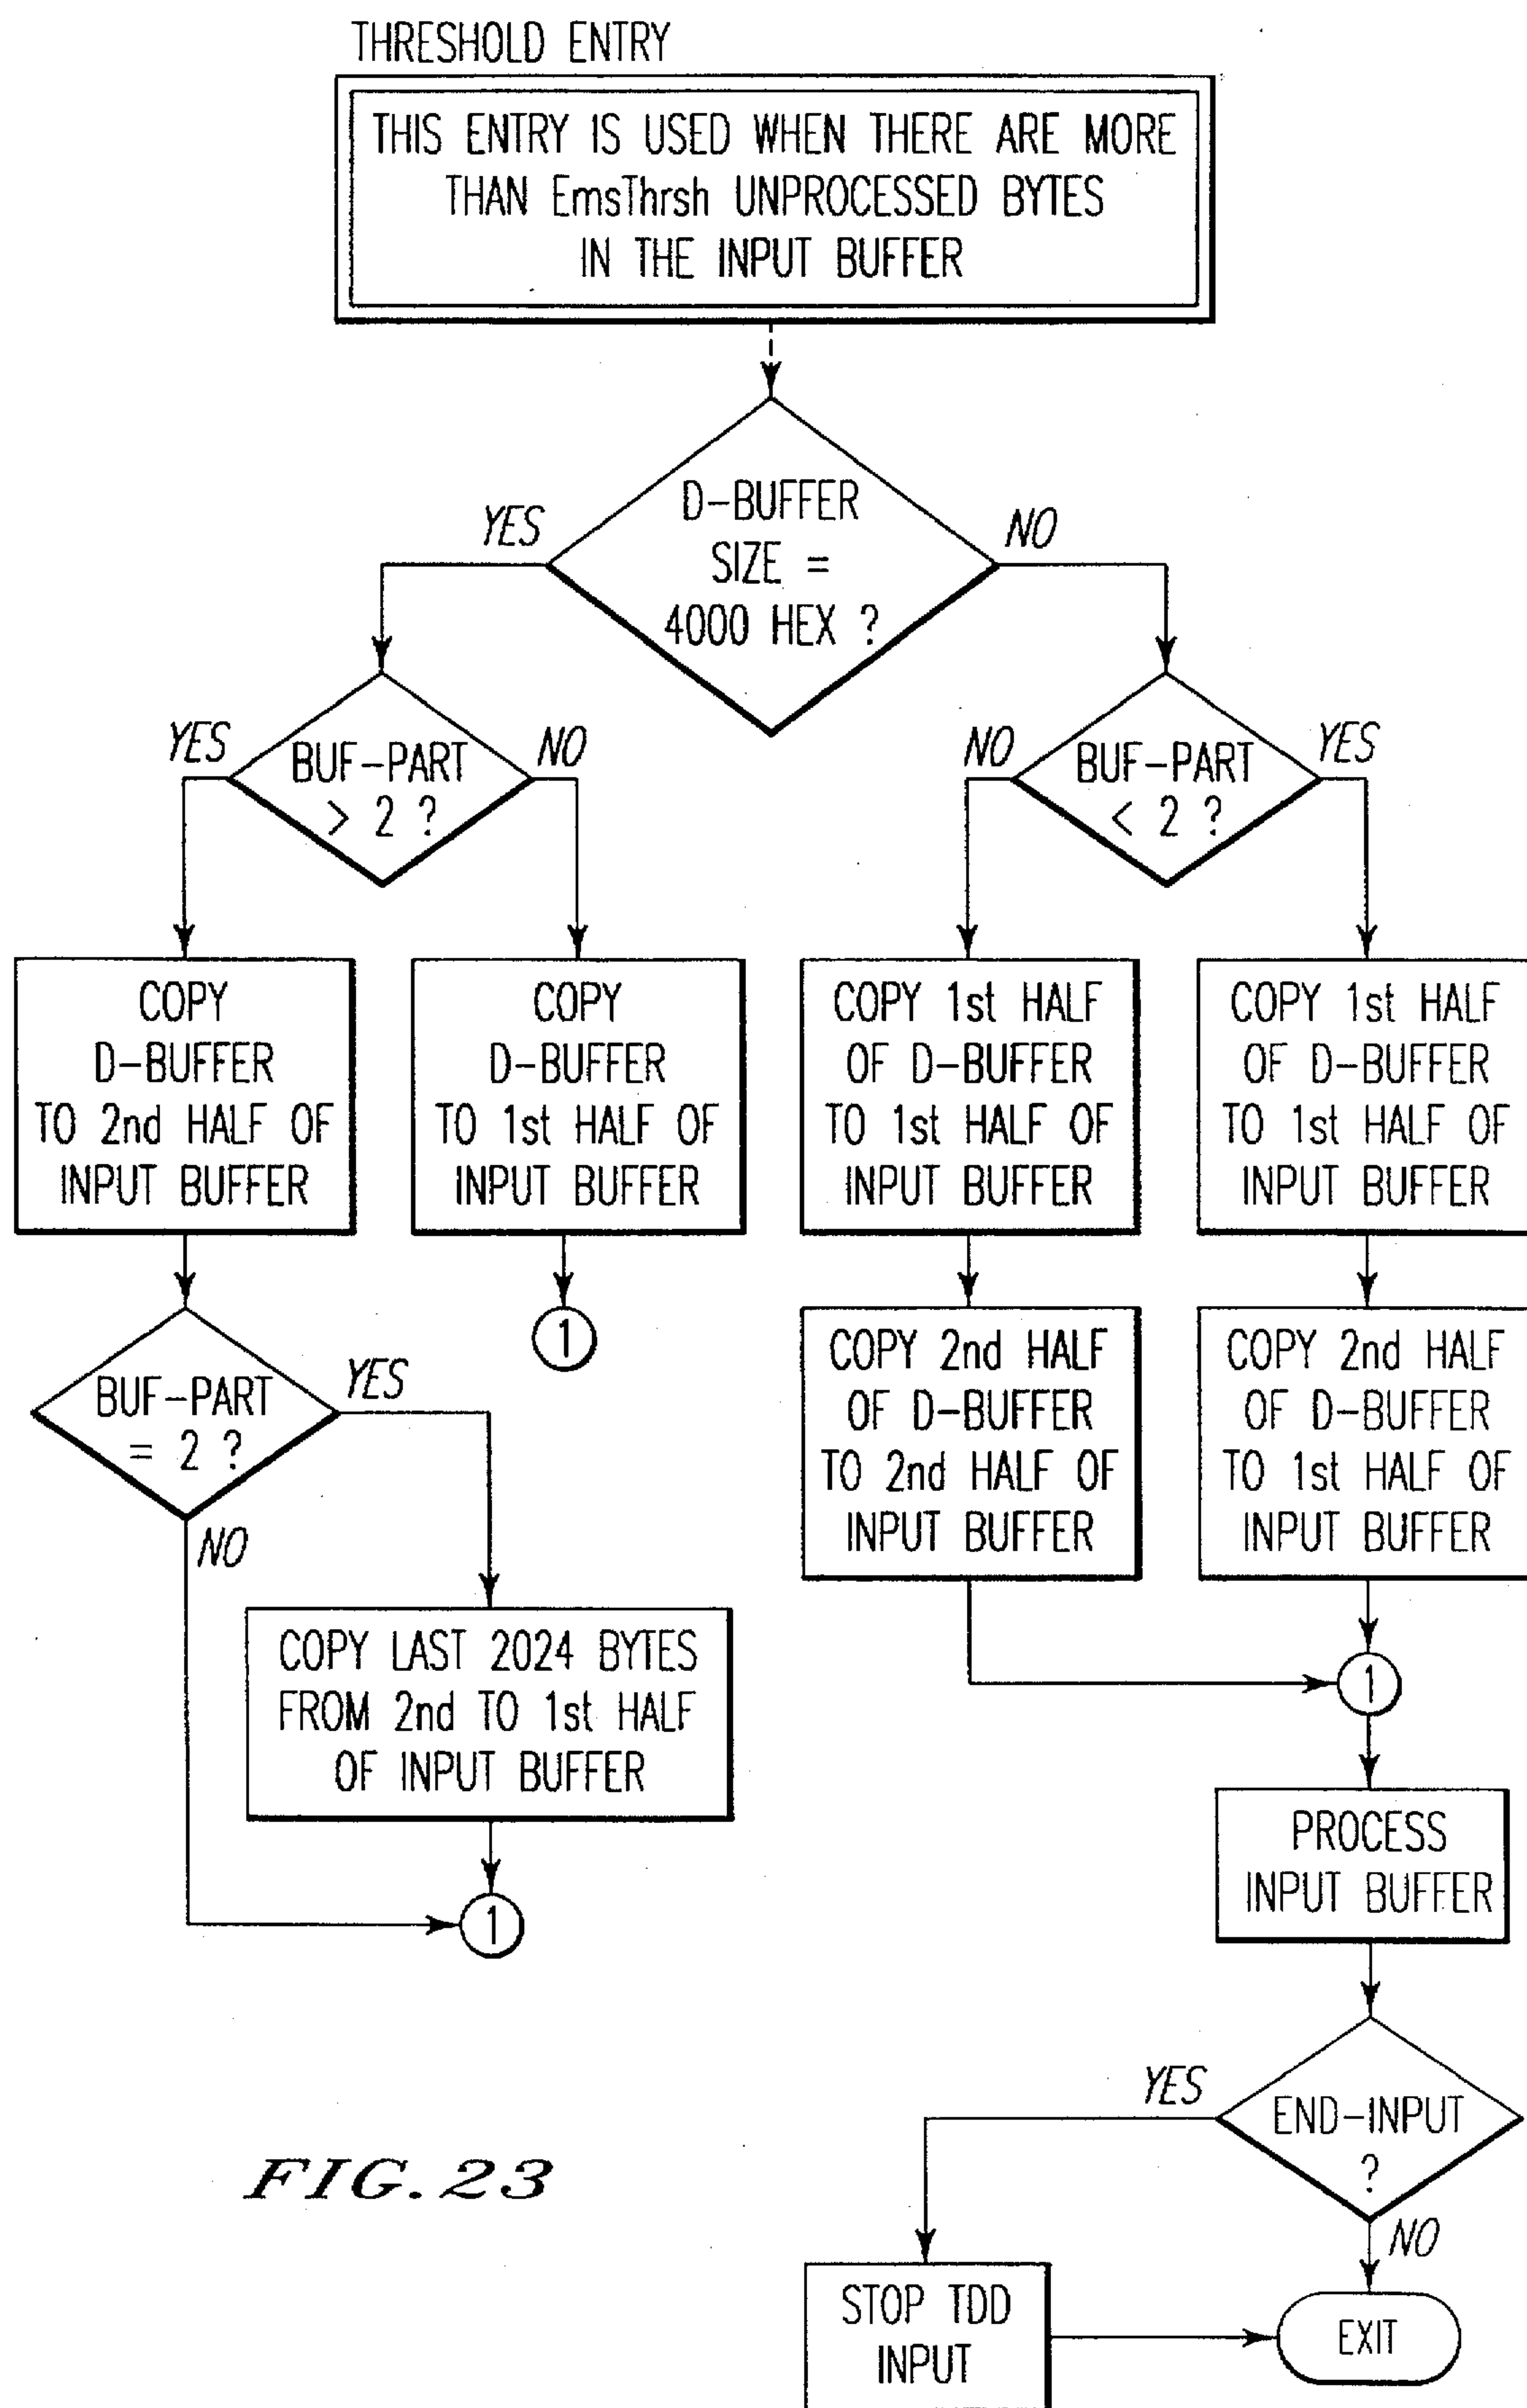 THRESHOLD ENTRY
THIS ENTRY IS USED WHEN THERE ARE MORE
THAN EmsThrsh UNPROCESSED BYTES
IN THE INPUT BUFFER
D-BUFFER
SIZE =
4000 HEX ?
YES
NO
BUF-PART
> 2 ?
YES
NO
BUF-PART
< 2 ?
NO
YES
COPY
D-BUFFER
TO 2nd HALF OF
INPUT BUFFER
COPY
D-BUFFER
TO 1st HALF OF
INPUT BUFFER
COPY 1st HALF
OF D-BUFFER
TO 1st HALF OF
INPUT BUFFER
COPY 1st HALF
OF D-BUFFER
TO 1st HALF OF
INPUT BUFFER
BUF-PART
= 2 ?
YES
NO
1
COPY 2nd HALF
OF D-BUFFER
TO 2nd HALF OF
INPUT BUFFER
COPY 2nd HALF
OF D-BUFFER
TO 1st HALF OF
INPUT BUFFER
COPY LAST 2024 BYTES
FROM 2nd TO 1st HALF
OF INPUT BUFFER
1
1
PROCESS
INPUT BUFFER
END-INPUT
?
YES
NO
STOP TDD
INPUT
EXIT
FIG. 23